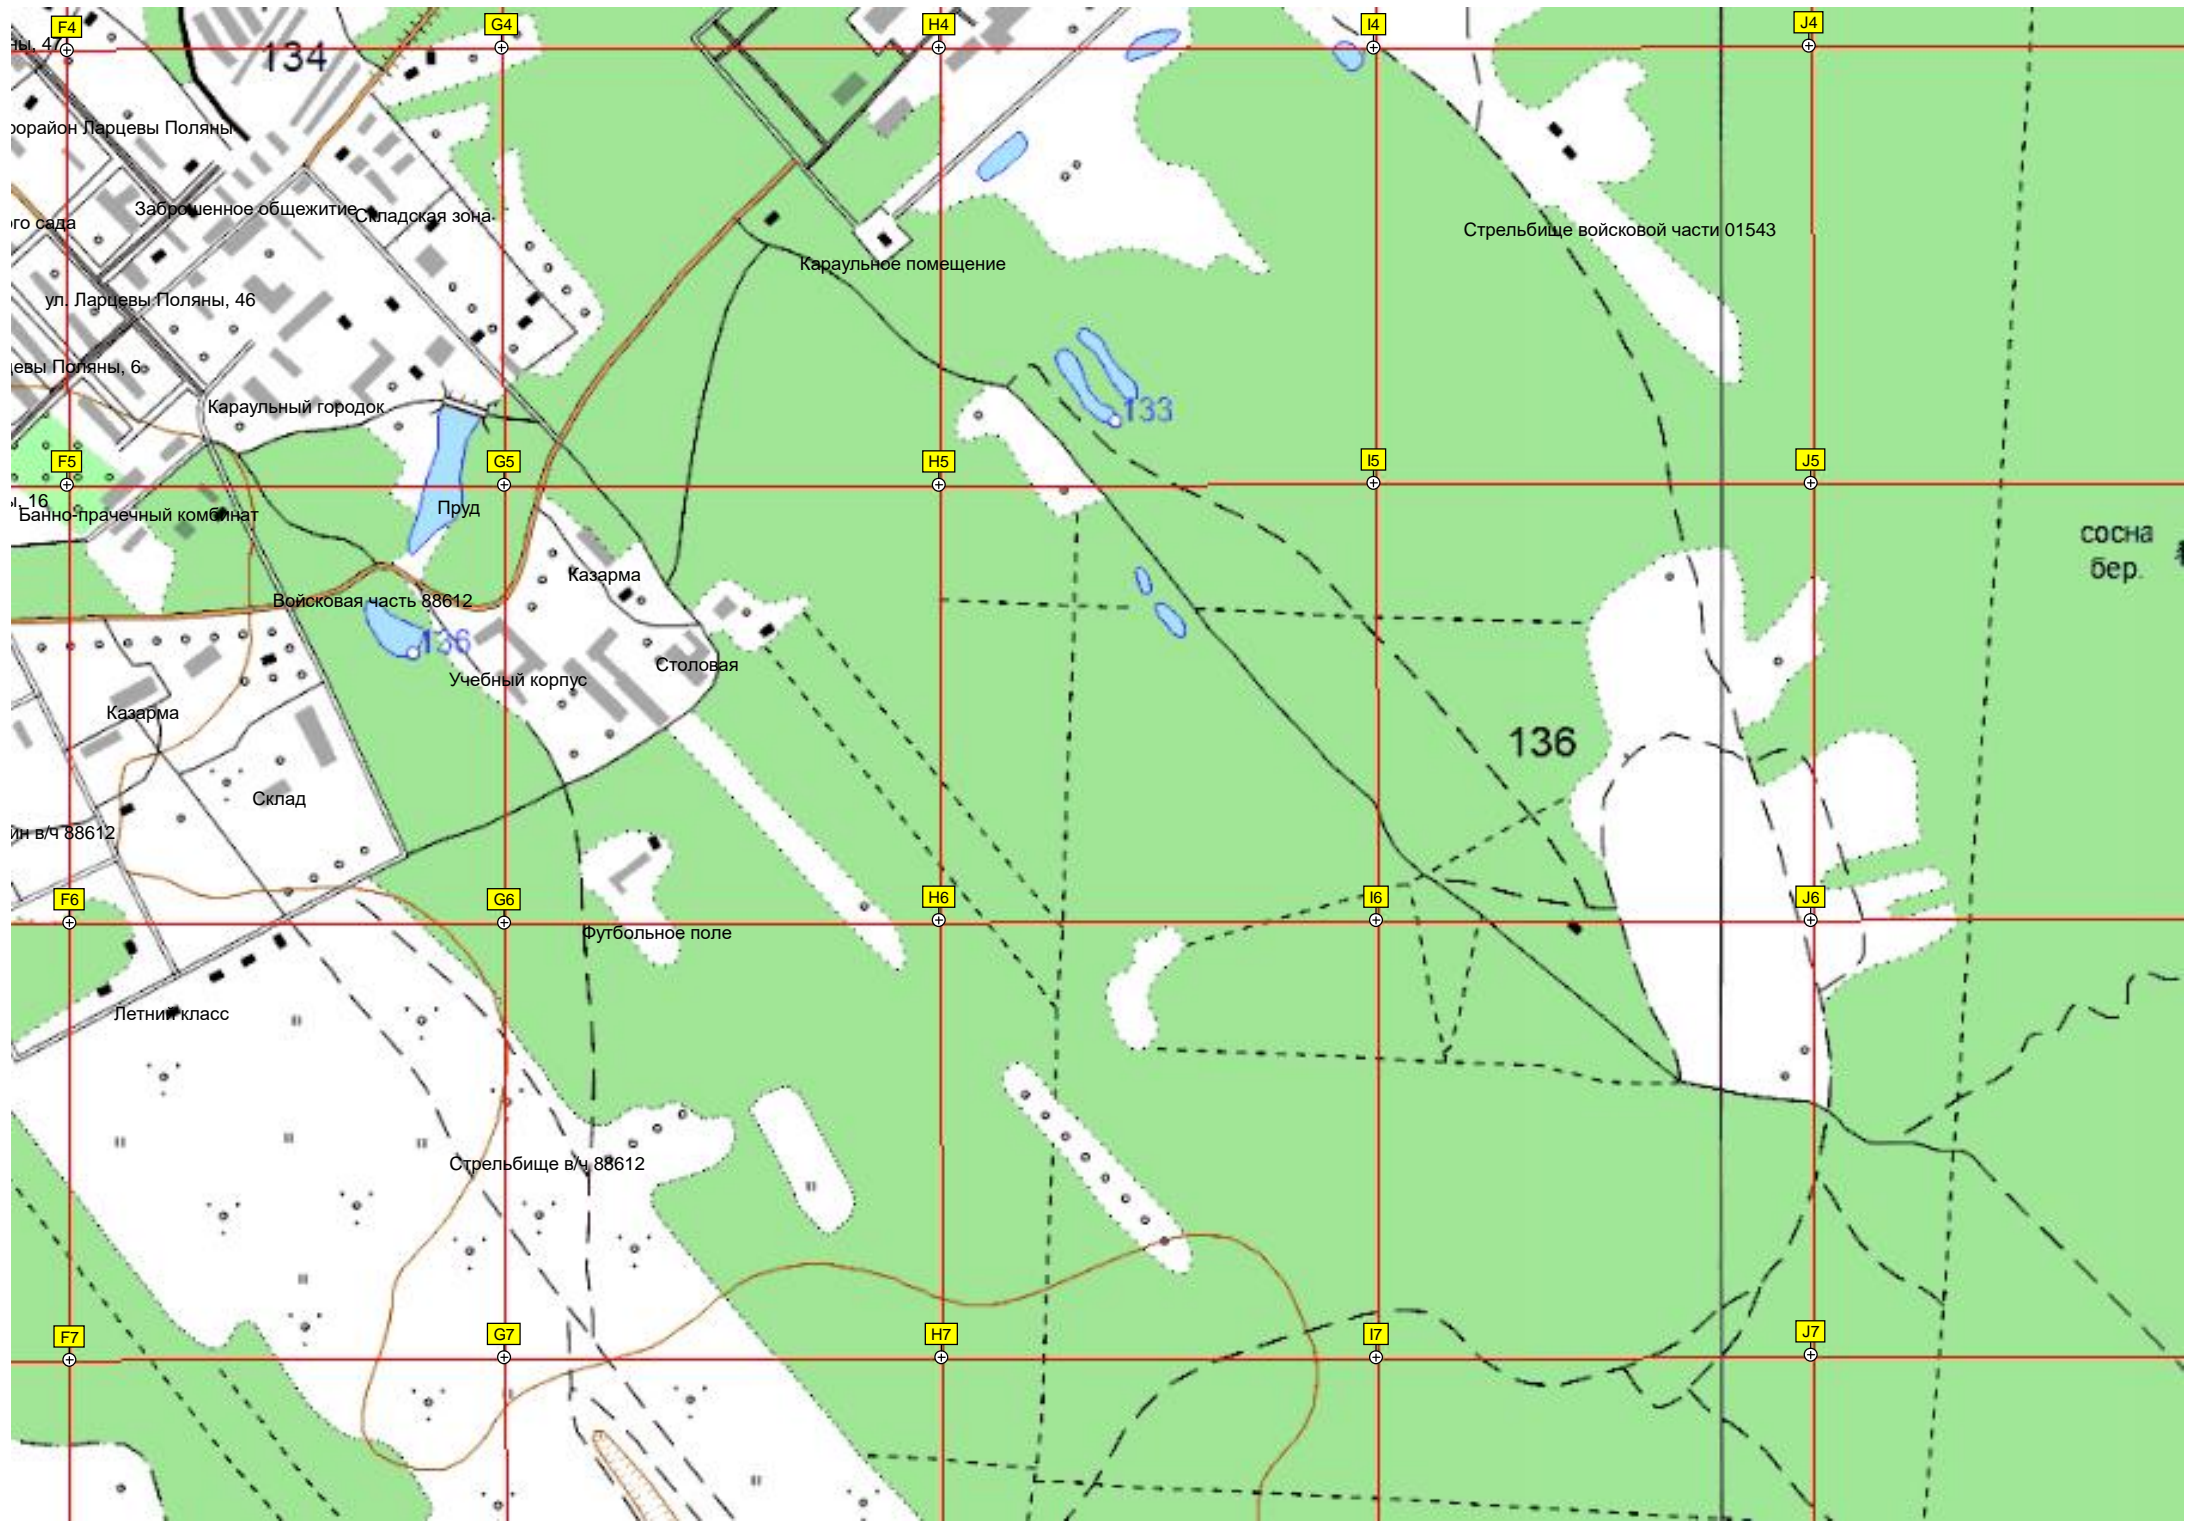 F4
G4
H4
I4
J4
ны, 47
134
рорайон Ларцевы Поляны
Заброшенное общежитие
Складская зона
ого сада
Стрельбище войсковой части 01543
Караульное помещение
ул. Ларцевы Поляны, 46
цевы Поляны, 6
Караульный городок
133
F5
G5
H5
I5
J5
ы, 16
Банно-прачечный комбинат
Пруд
сосна
бер.
Казарма
Войсковая часть 88612
136
Столовая
Учебный корпус
Казарма
136
Склад
ин в/ч 88612
F6
G6
H6
I6
J6
Футбольное поле
Летний класс
Стрельбище в/ч 88612
F7
G7
H7
I7
J7